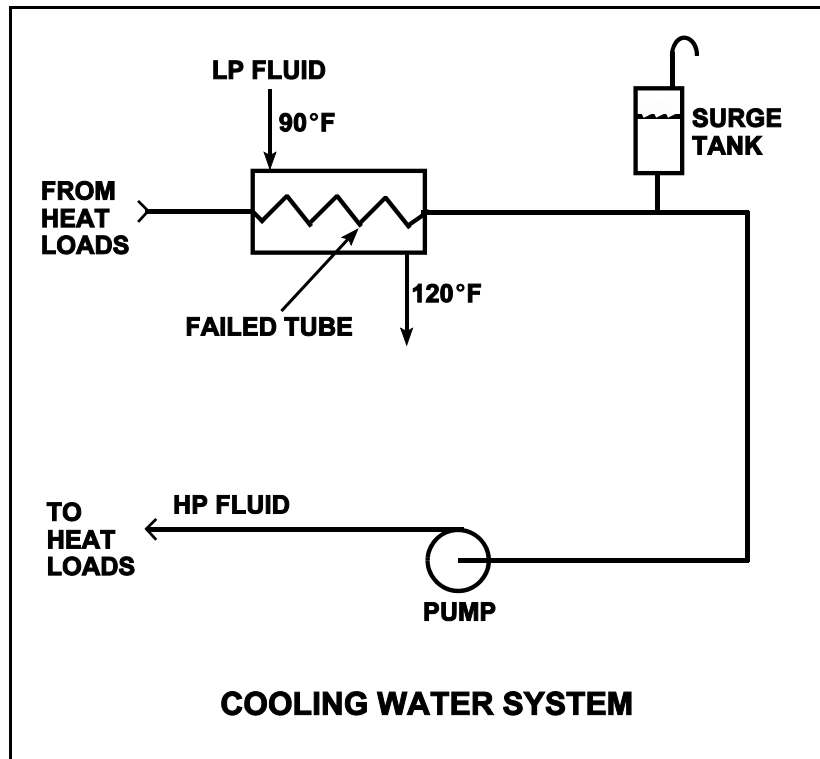 LP FLUID
90°F
SURGE
TANK
FROM
HEAT
LOADS
120°F
FAILED TUBE
HP FLUID
TO
HEAT
LOADS
PUMP
COOLING WATER SYSTEM